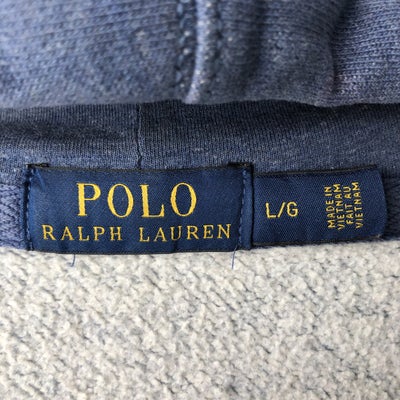 POLO
RALPH LAUREN
L/G
MADE IN
VIETNAM
FAIT AU
VIETNAM